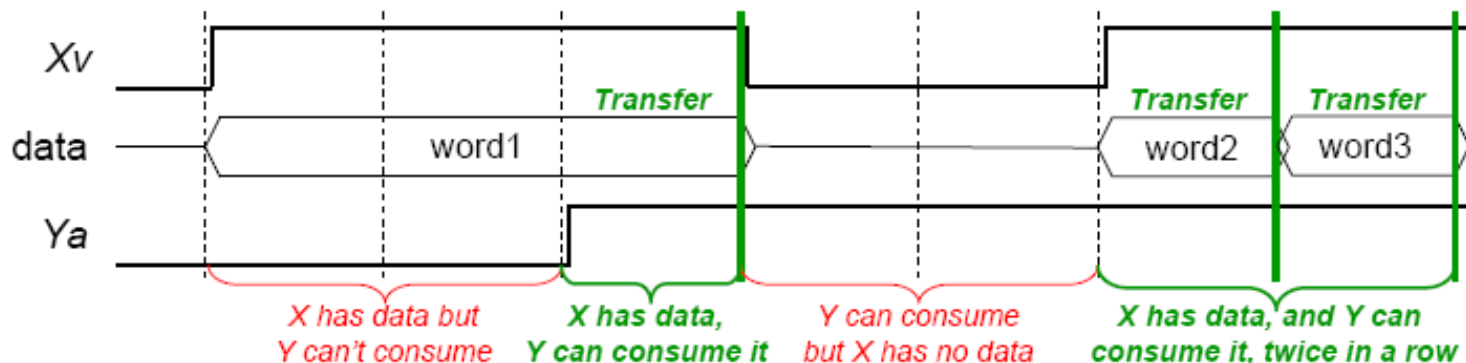 Xv
Transfer Transfer Transfer
data word1 word2 word3
Ya
X has data but
Y can't consume
X has data,
Y can consume it
Y can consume
but X has no data
X has data, and Y can
consume it, twice in a row